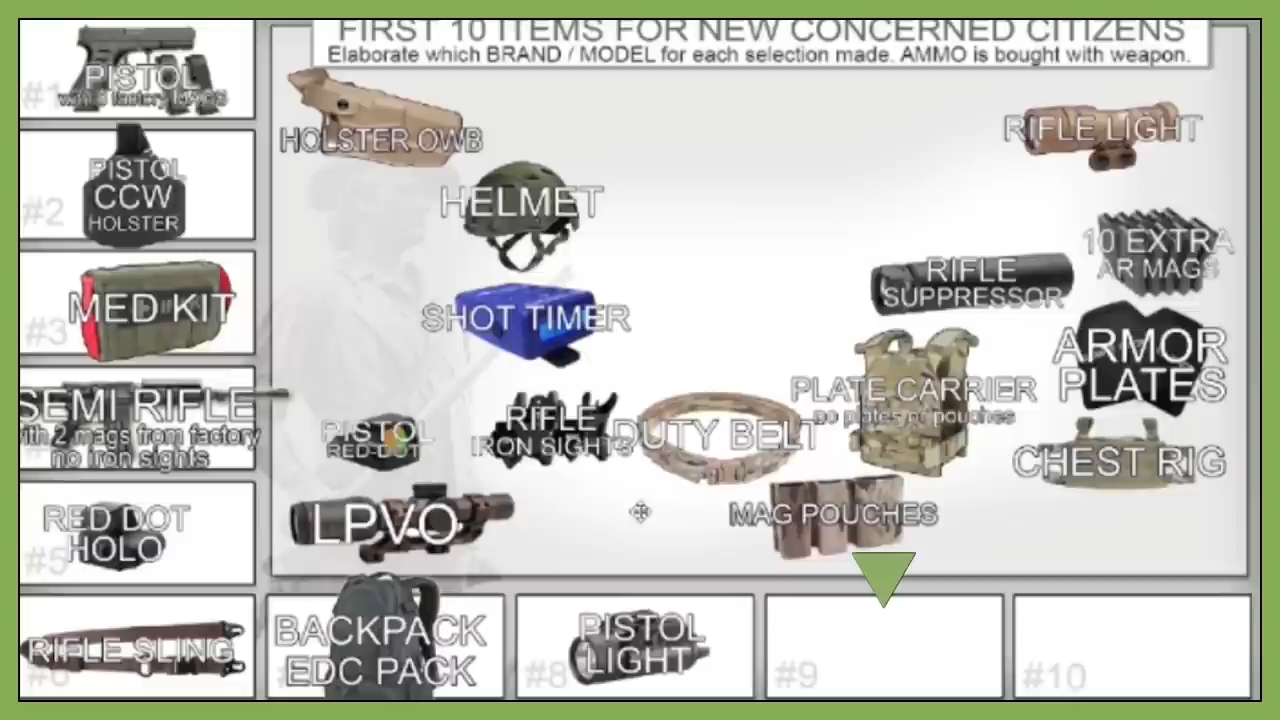 FIRST 10 ITEMS FOR NEW CONCERNED CITIZENS
Elaborate which BRAND / MODEL for each selection made. AMMO is bought with weapon.
#1
PISTOL
#2
PISTOL
CCW
HOLSTER
#3
MED KIT
SEMI RIFLE
with 2 mags from factory
no iron sights
#5
RED DOT
HOLO
#6
RIFLE SLING
BACKPACK
EDC PACK
#8
PISTOL
LIGHT
#9
#10
HOLSTER OWB
HELMET
SHOT TIMER
PISTOL
RED-DOT
RIFLE
IRON SIGHTS
LPVO
DUTY BELT
MAG POUCHES
PLATE CARRIER
no plates or pouches
RIFLE
SUPPRESSOR
RIFLE LIGHT
10 EXTRA
AR MAGS
ARMOR
PLATES
CHEST RIG